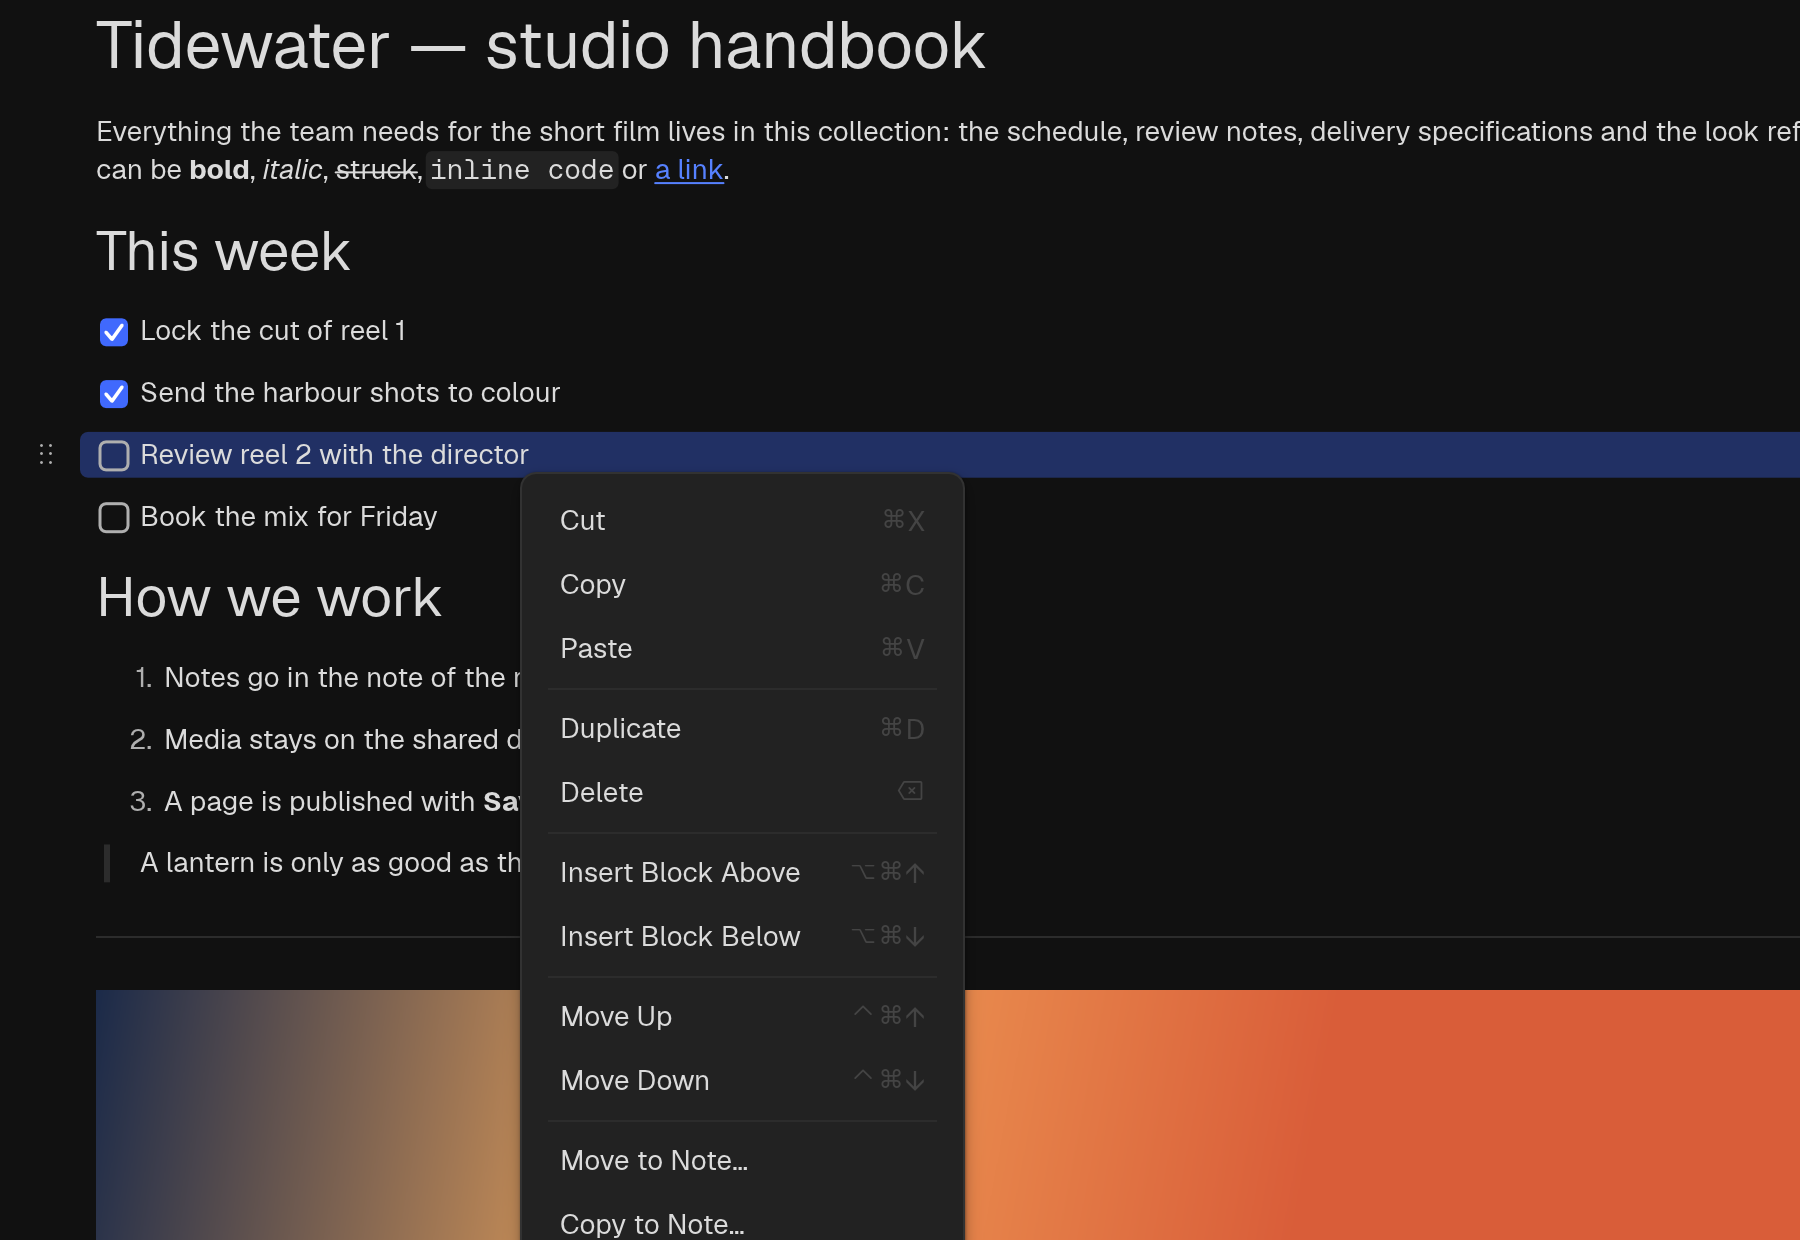 Tidewater — studio handbook
Everything the team needs for the short film lives in this collection: the schedule, review notes, delivery specifications and the look
can be bold, italic, struck, inline code or a link.
This week
Lock the cut of reel 1
Send the harbour shots to colour
Review reel 2 with the director
Book the mix for Friday
Cut ⌘X
Copy ⌘C
Paste ⌘V
Duplicate ⌘D
Delete ⌫
Insert Block Above ⌥⌘↑
Insert Block Below ⌥⌘↓
Move Up ^⌘↑
Move Down ^⌘↓
Move to Note…
Copy to Note…
How we work
1. Notes go in the note of the
2. Media stays on the shared
3. A page is published with
A lantern is only as good as